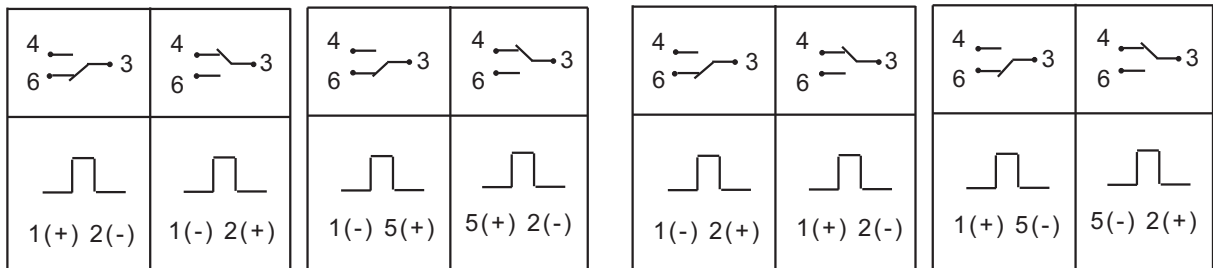 4 4 4 4 4 4 4 4
3 3 3 3 3 3 3 3
6 6 6 6 6 6 6 6
1(+) 2(-) 1(-) 2(+) 1(-) 5(+) 5(+) 2(-) 1(-) 2(+) 1(+) 2(-) 1(+) 5(-) 5(-) 2(+)